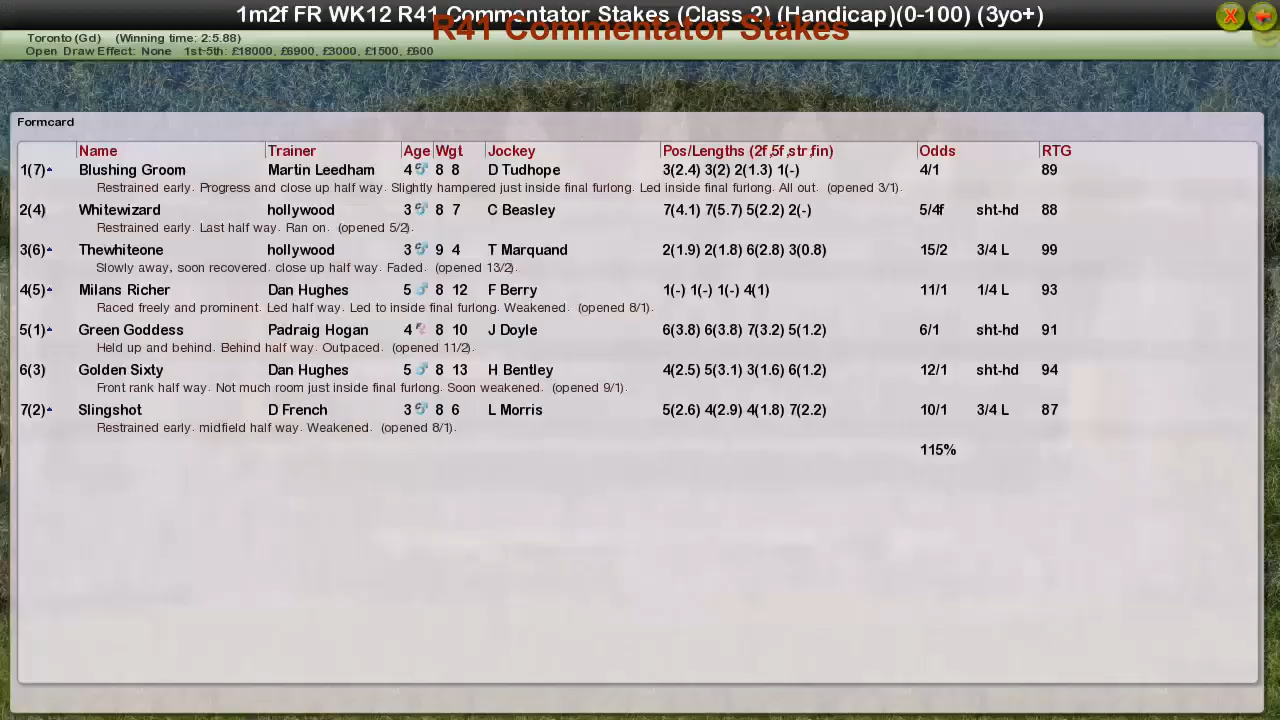 1m2f FR WK12 R41 Commentator Stakes (Class 2) (Handicap)(0-100) (3yo+)
R41 Commentator Stakes
Toronto(Gd) (Winning time: 2:5.88)
Open Draw Effect: None 1st-5th: £18000, £6900, £3000, £1500, £600
Formcard
Name Trainer Age Wgt Jockey Pos/Lengths (2f,5f,str,fin) Odds RTG
1(7) Blushing Groom Martin Leedham 4 8 8 D Tudhope 3(2.4) 3(2) 2(1.3) 1(-) 4/1 89
Restrained early. Progress and close up half way. Slightly hampered just inside final furlong. Led inside final furlong. All out. (opened 3/1).
2(4) Whitewizard hollywood 3 8 7 C Beasley 7(4.1) 7(5.7) 5(2.2) 2(-) 5/4f sht-hd 88
Restrained early. Last half way. Ran on. (opened 5/2).
3(6) Thewhiteone hollywood 3 9 4 T Marquand 2(1.9) 2(1.8) 6(2.8) 3(0.8) 15/2 3/4 L 99
Slowly away, soon recovered. close up half way. Faded. (opened 13/2).
4(5) Milans Richer Dan Hughes 5 8 12 F Berry 1(-) 1(-) 1(-) 4(1) 11/1 1/4 L 93
Raced freely and prominent. Led half way. Led to inside final furlong. Weakened. (opened 8/1).
5(1) Green Goddess Padraig Hogan 4 8 10 J Doyle 6(3.8) 6(3.8) 7(3.2) 5(1.2) 6/1 sht-hd 91
Held up and behind. Behind half way. Outpaced. (opened 11/2).
6(3) Golden Sixty Dan Hughes 5 8 13 H Bentley 4(2.5) 5(3.1) 3(1.6) 6(1.2) 12/1 sht-hd 94
Front rank half way. Not much room just inside final furlong. Soon weakened. (opened 9/1).
7(2) Slingshot D French 3 8 6 L Morris 5(2.6) 4(2.9) 4(1.8) 7(2.2) 10/1 3/4 L 87
Restrained early. midfield half way. Weakened. (opened 8/1).
115%